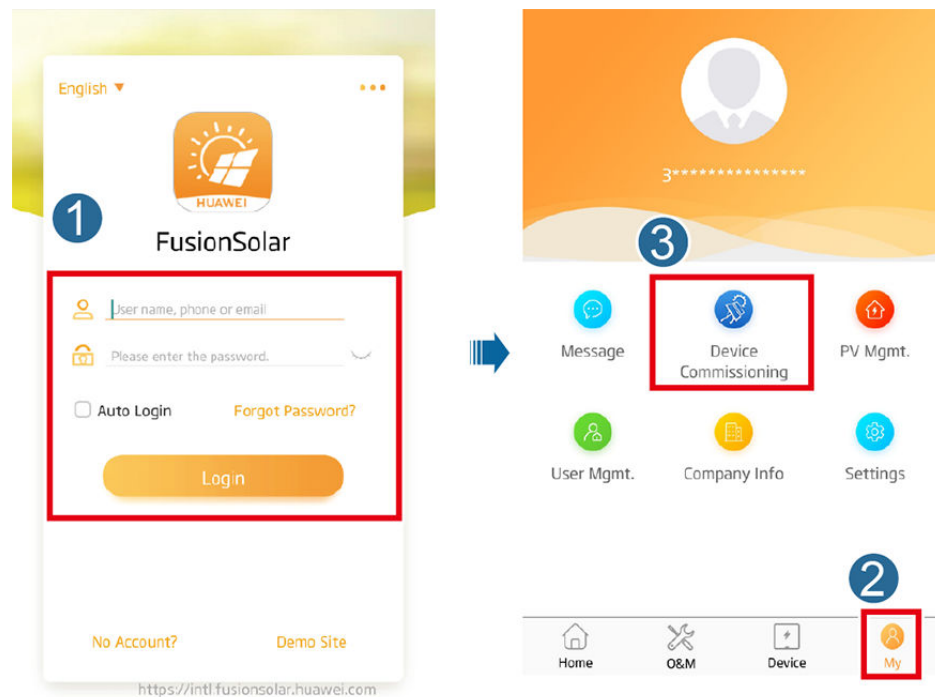 English
HUAWEI
1
FusionSolar
User name, phone or email
Please enter the password.
Auto Login Forgot Password?
Login
No Account? Demo Site
https://intl.fusionsolar.huawei.com
3***************
3
Message
Device
Commissioning
PV Mgmt.
User Mgmt.
Company Info
Settings
2
Home
O&M
Device
My